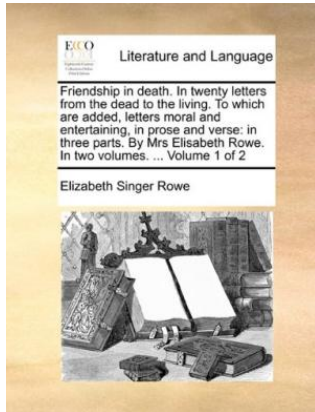 ECCO
Literature and Language
Friendship in death. In twenty letters
from the dead to the living. To which
are added, letters moral and
entertaining, in prose and verse: in
three parts. By Mrs Elisabeth Rowe.
In two volumes. ... Volume 1 of 2
Elizabeth Singer Rowe